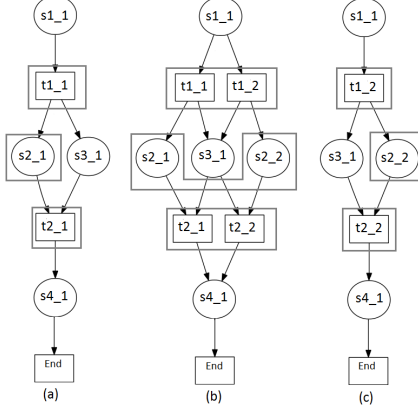 s1_1 s1_1 s1_1
t1_1 t1_1 t1_2 t1_2
s2_1 s3_1 s2_1 s3_1 s2_2 s3_1 s2_2
t2_1 t2_1 t2_2 t2_2
s4_1 s4_1 s4_1
End End End
(a) (b) (c)